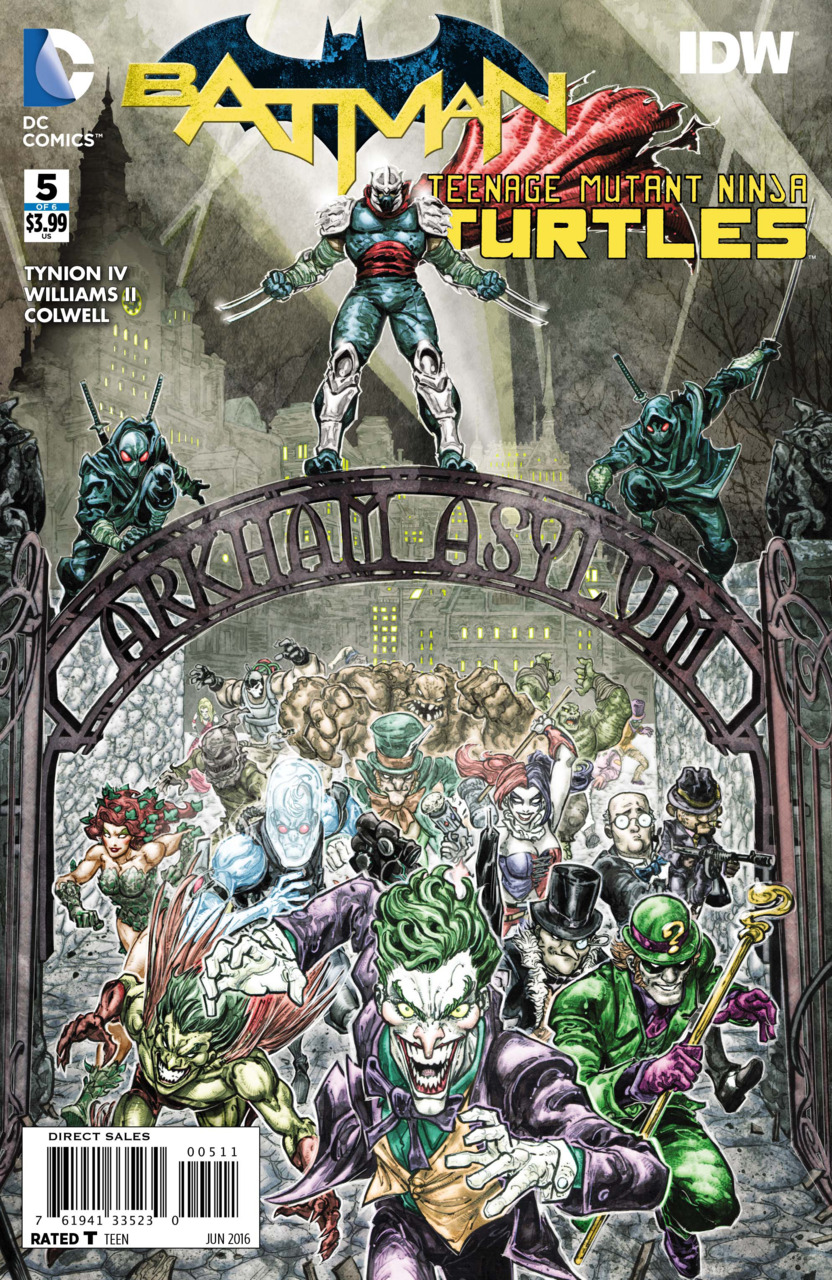 DC
COMICS™
BATMAN
IDW
TEENAGE MUTANT NINJA
TURTLES™
5
OF 6
$3.99
US
TYNION IV
WILLIAMS II
COLWELL
ARKHAM ASYLUM
?
DIRECT SALES
00511
7 61941 33523 0
RATED T TEEN JUN 2016